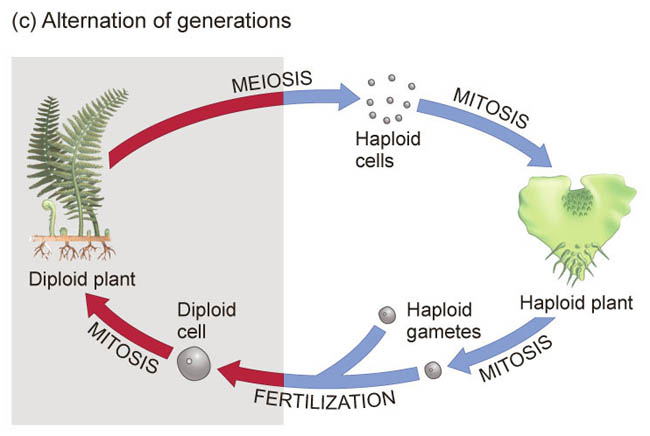 (c) Alternation of generations
MEIOSIS
Haploid
cells
MITOSIS
Haploid plant
MITOSIS
Haploid
gametes
FERTILIZATION
Diploid
cell
MITOSIS
Diploid plant